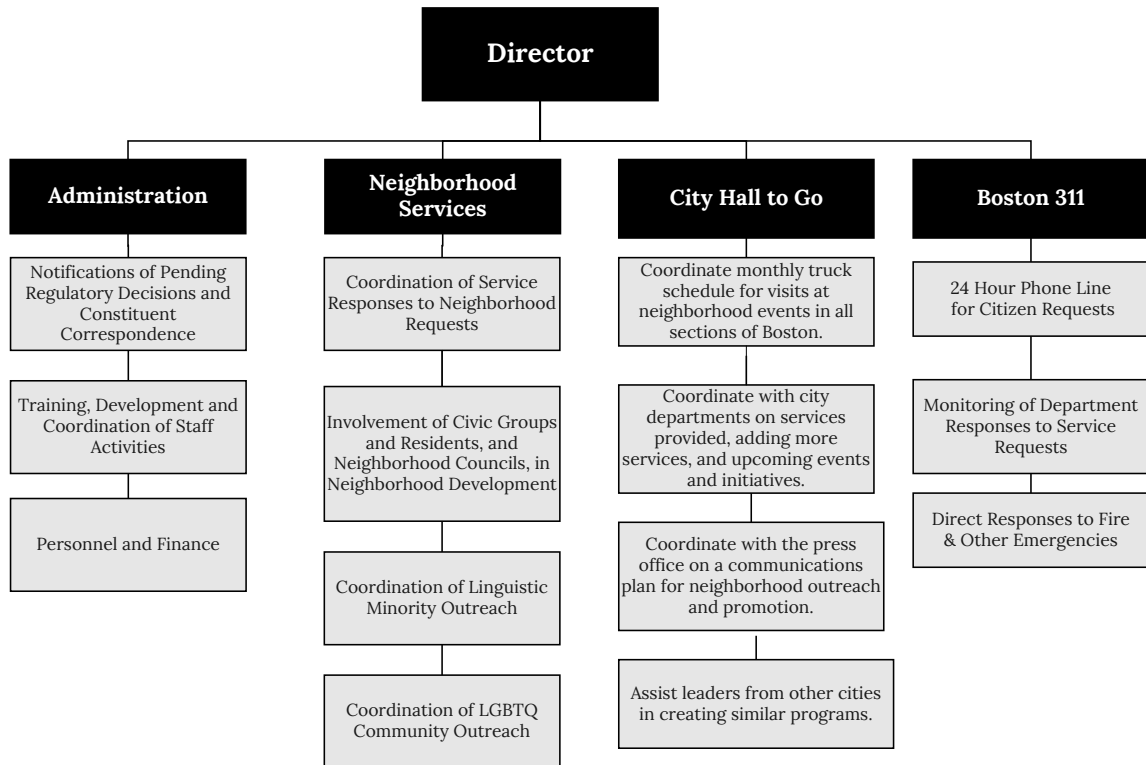 Director
Administration
Notifications of Pending
Regulatory Decisions and
Constituent
Correspondence
Training, Development and
Coordination of Staff
Activities
Personnel and Finance
Neighborhood
Services
Coordination of Service
Responses to Neighborhood
Requests
Involvement of Civic Groups
and Residents, and
Neighborhood Councils, in
Neighborhood Development
Coordination of Linguistic
Minority Outreach
Coordination of LGBTQ
Community Outreach
City Hall to Go
Coordinate monthly truck
schedule for visits at
neighborhood events in all
sections of Boston.
Coordinate with city
departments on services
provided, adding more
services, and upcoming events
and initiatives.
Coordinate with the press
office on a communications
plan for neighborhood outreach
and promotion.
Assist leaders from other cities
in creating similar programs.
Boston 311
24 Hour Phone Line
for Citizen Requests
Monitoring of Department
Responses to Service
Requests
Direct Responses to Fire
& Other Emergencies